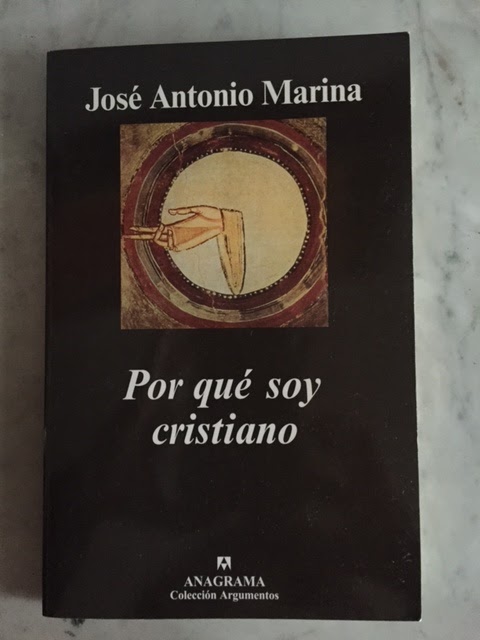 José Antonio Marina
Por qué soy
cristiano
ANAGRAMA
Colección Argumentos